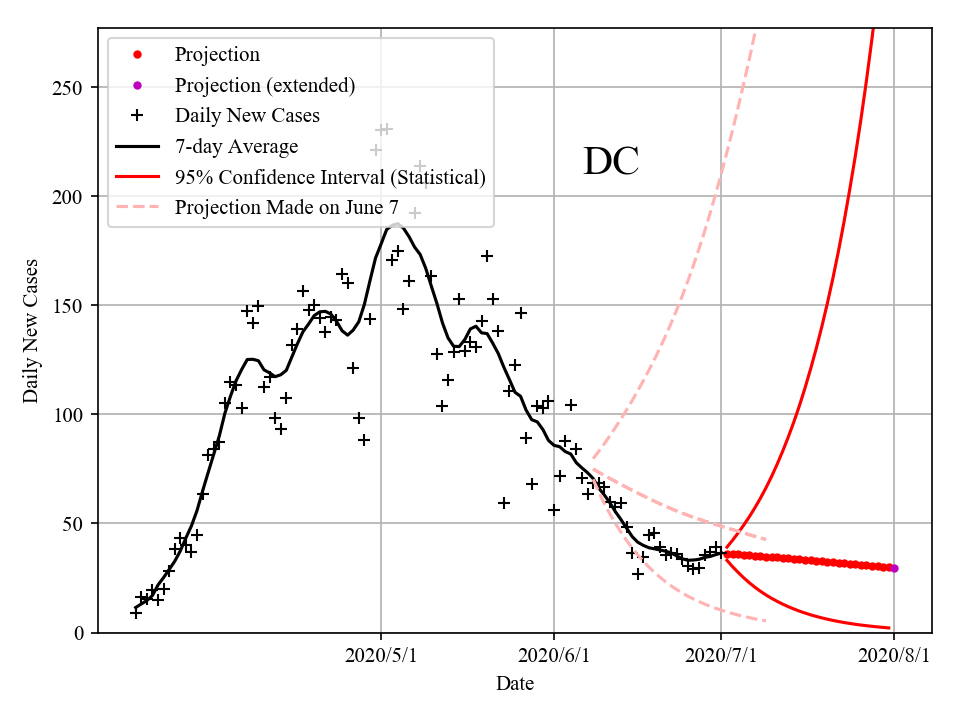 Projection
Projection (extended)
Daily New Cases
7-day Average
95% Confidence Interval (Statistical)
Projection Made on June 7
DC
250
200
150
100
50
0
Daily New Cases
2020/5/1 2020/6/1 2020/7/1 2020/8/1
Date